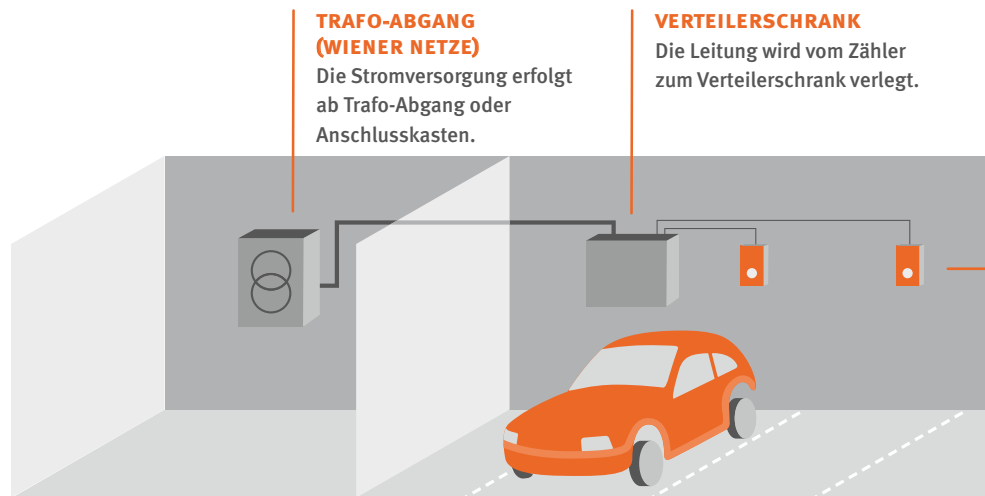 TRAFO-ABGANG
(WIENER NETZE)
Die Stromversorgung erfolgt
ab Trafo-Abgang oder
Anschlusskasten.
VERTEILERSCHRANK
Die Leitung wird vom Zähler
zum Verteilerschrank verlegt.